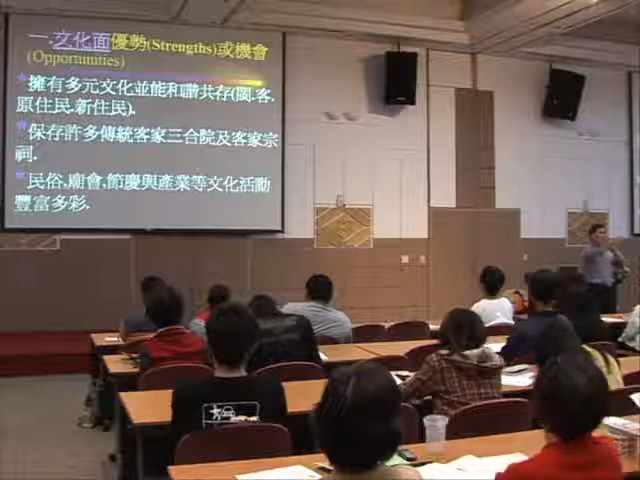 一.文化面優勢(Strengths)或機會
(Opportunities)
*擁有多元文化並能和諧共存(閩.客.
原住民.新住民).
*保存許多傳統客家三合院及客家宗
祠.
*民俗,廟會,節慶與產業等文化活動
豐富多彩.